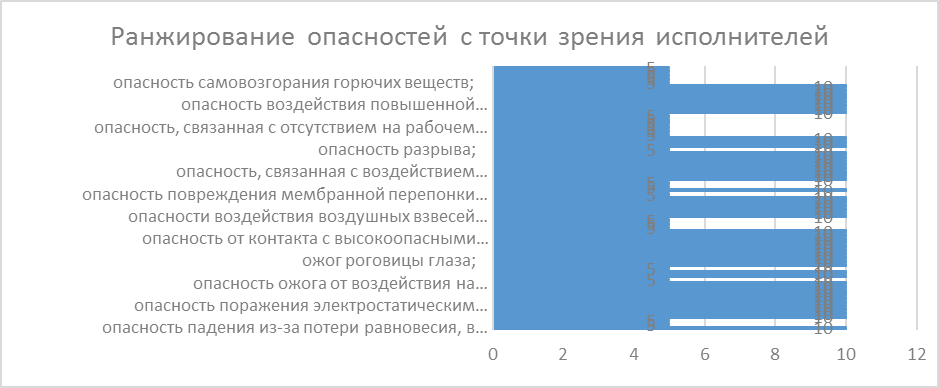 Ранжирование опасностей с точки зрения исполнителей
опасность самовозгорания горючих веществ;
опасность воздействия повышенной...
опасность, связанная с отсутствием на рабочем...
опасность разрыва;
опасность, связанная с воздействием...
опасность повреждения мембранной перепонки...
опасности воздействия воздушных взвесей...
опасность от контакта с высокоопасными...
ожог роговицы глаза;
опасность ожога от воздействия на...
опасность поражения электростатическим...
опасность падения из-за потери равновесия, в...
0 2 4 6 8 10 12